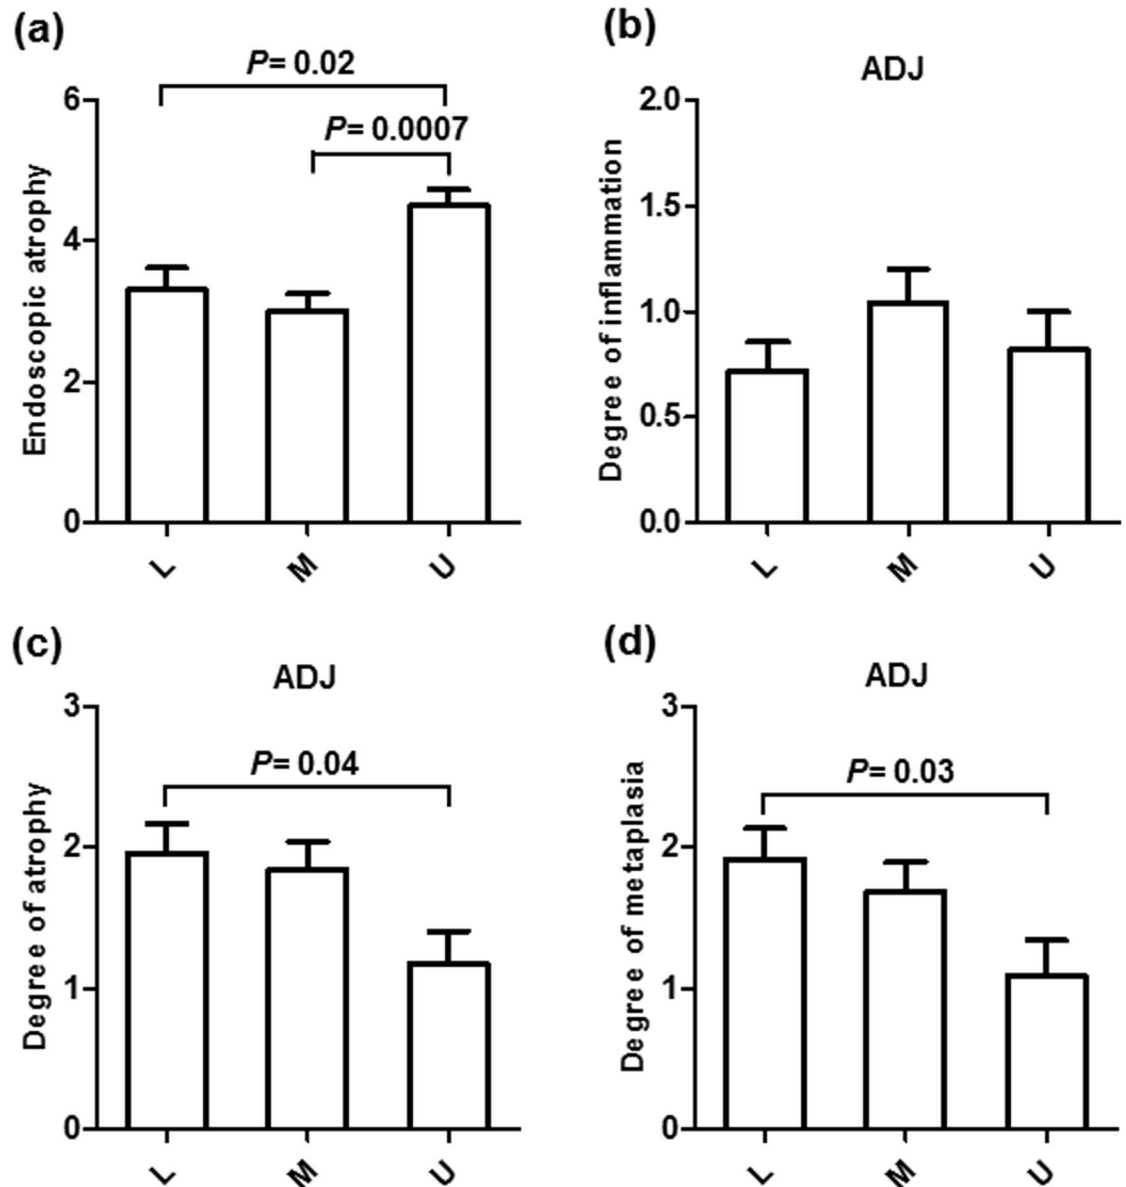 (a)
P= 0.02
P= 0.0007
Endoscopic atrophy
6
4
2
0
L
M
U
(b)
ADJ
Degree of inflammation
2.0
1.5
1.0
0.5
0.0
L
M
U
(c)
ADJ
P= 0.04
Degree of atrophy
3
2
1
0
L
M
U
(d)
ADJ
P= 0.03
Degree of metaplasia
3
2
1
0
L
M
U